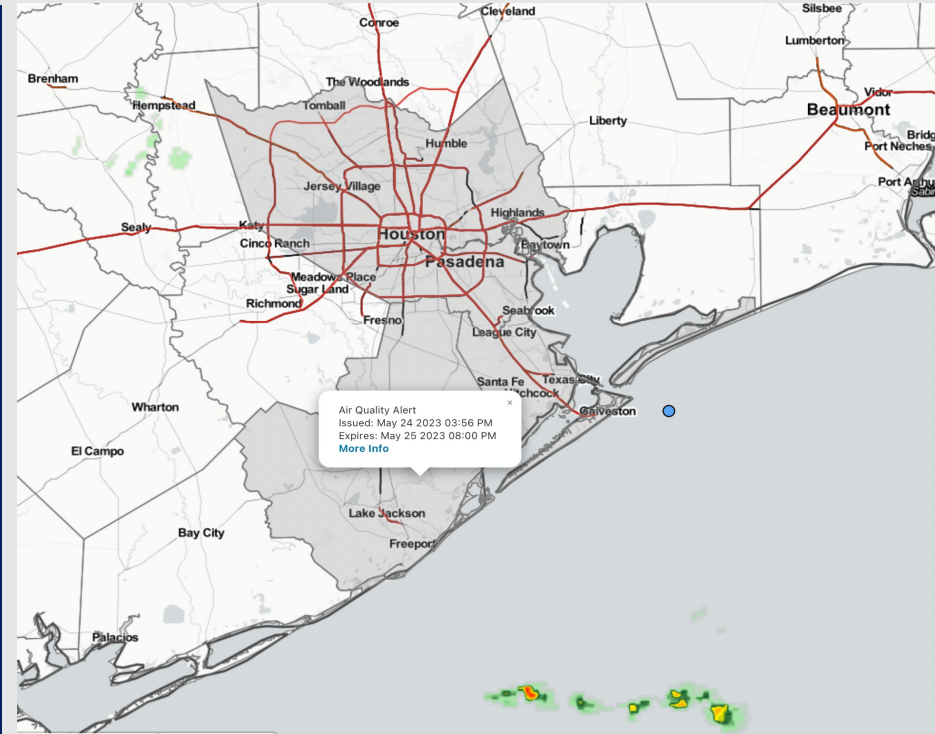 Cleveland
Silsbee
Conroe
Lumberton
Brenham
The Woodlands
Vidor
Hempstead
Tomball
Beaumont
Liberty
Humble
Port Neches
Port Arthu
Jersey Village
Highlands
Sealy
Katy
Houston
Cinco Ranch
Baytown
Pasadena
Meadows Place
Sugar Land
Richmond
Seabrook
Fresno
League City
Santa Fe
Texas City
Hitchcock
Wharton
Galveston
×
Air Quality Alert
Issued: May 24 2023 03:56 PM
Expires: May 25 2023 08:00 PM
More Info
El Campo
Lake Jackson
Bay City
Freeport
Palacios